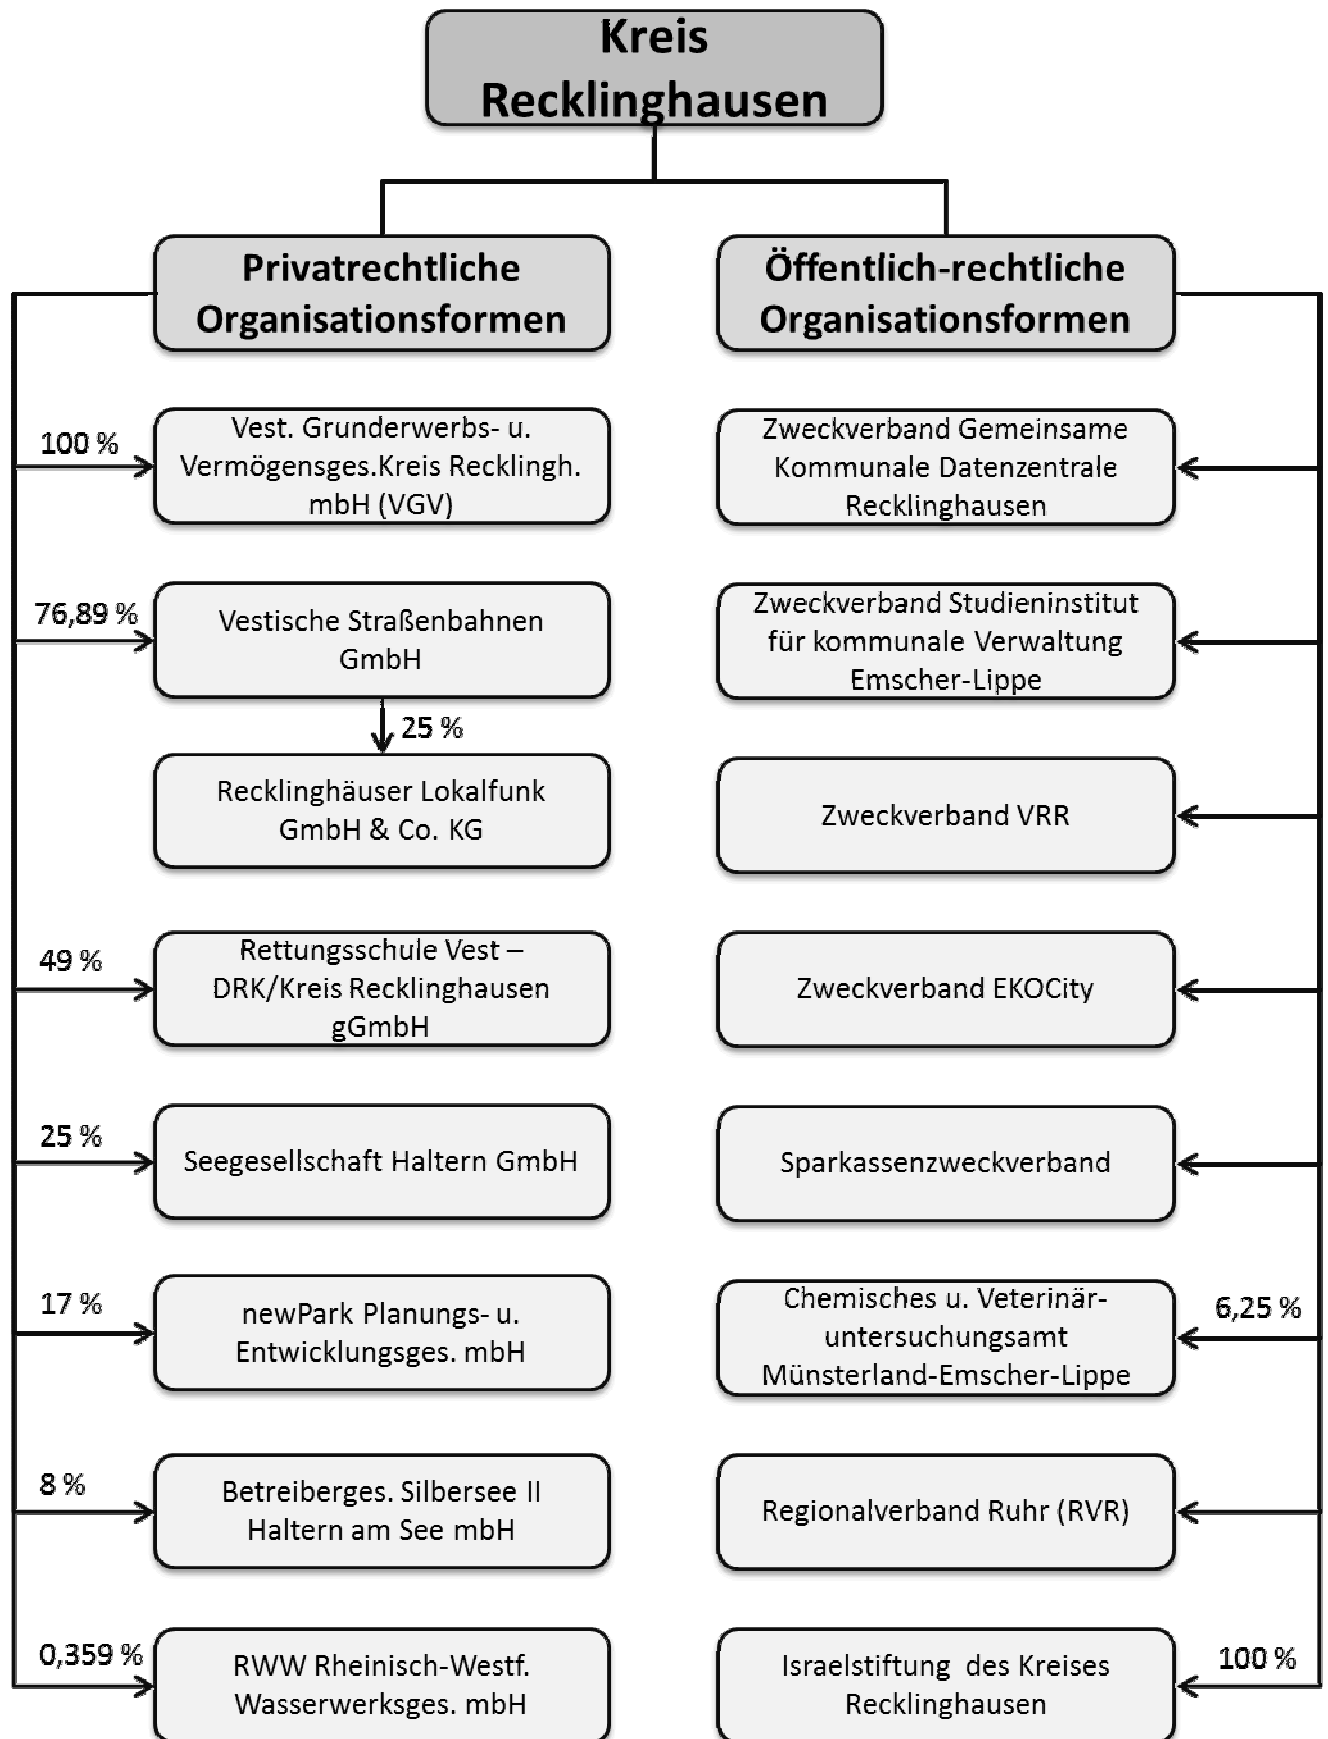 Kreis
Recklinghausen
Privatrechtliche
Organisationsformen
100 %
Vest. Grunderwerbs- u.
Vermögensges.Kreis Recklingh.
mbH (VGV)
76,89 %
Vestische Straßenbahnen
GmbH
25 %
Recklinghäuser Lokalfunk
GmbH & Co. KG
49 %
Rettungsschule Vest –
DRK/Kreis Recklinghausen
gGmbH
25 %
Seegesellschaft Haltern GmbH
17 %
newPark Planungs- u.
Entwicklungsges. mbH
8 %
Betreiberges. Silbersee II
Haltern am See mbH
0,359 %
RWW Rheinisch-Westf.
Wasserwerksges. mbH
Öffentlich-rechtliche
Organisationsformen
Zweckverband Gemeinsame
Kommunale Datenzentrale
Recklinghausen
Zweckverband Studieninstitut
für kommunale Verwaltung
Emscher-Lippe
Zweckverband VRR
Zweckverband EKOCity
Sparkassenzweckverband
Chemisches u. Veterinär-
untersuchungsamt
Münsterland-Emscher-Lippe
6,25 %
Regionalverband Ruhr (RVR)
Israelstiftung des Kreises
Recklinghausen
100 %